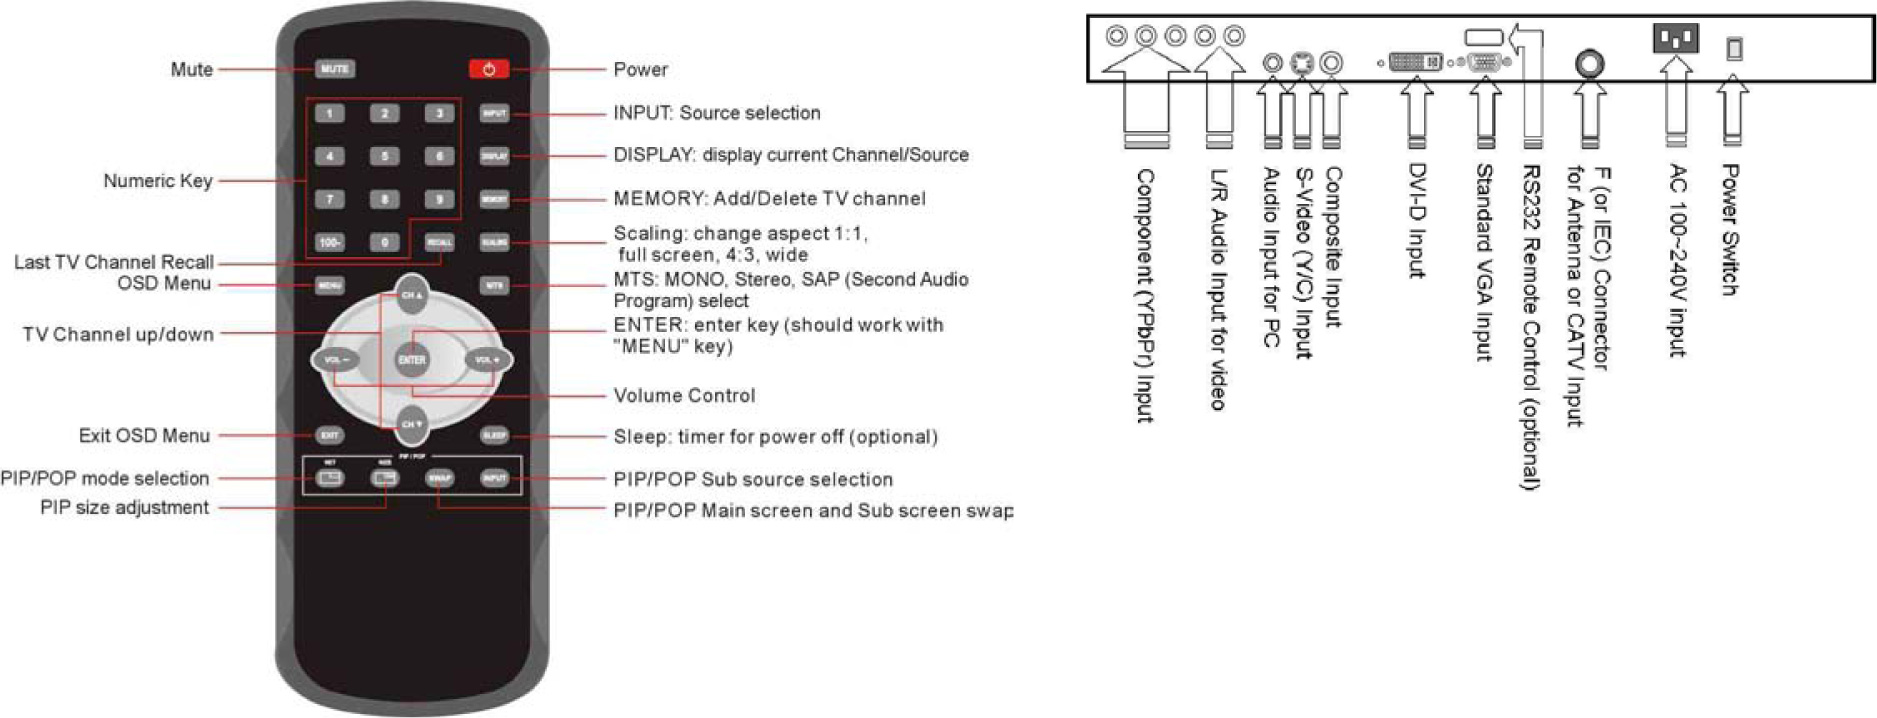 Mute
Numeric Key
Last TV Channel Recall
OSD Menu
TV Channel up/down
Exit OSD Menu
PIP/POP mode selection
PIP size adjustment
MUTE
1 2 3 INPUT
4 5 6 DISPLAY
7 8 9 MEMORY
100- 0 RECALL SCALING
MENU CH ▲ MTS
VOL − ENTER VOL +
EXIT CH ▼ SLEEP
PIP / POP
SIZE
SWAP INPUT
Power
INPUT: Source selection
DISPLAY: display current Channel/Source
MEMORY: Add/Delete TV channel
Scaling: change aspect 1:1,
full screen, 4:3, wide
MTS: MONO, Stereo, SAP (Second Audio
Program) select
ENTER: enter key (should work with
"MENU" key)
Volume Control
Sleep: timer for power off (optional)
PIP/POP Sub source selection
PIP/POP Main screen and Sub screen swap
Component (YPbPr) Input
L/R Audio Input for video
Audio Input for PC
S-Video (Y/C) Input
Composite Input
DVI-D Input
Standard VGA Input
RS232 Remote Control (optional)
F (or IEC) Connector
for Antenna or CATV Input
AC 100~240V input
Power Switch